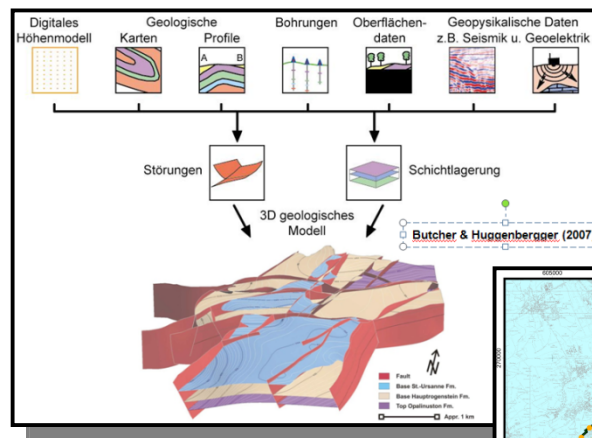 Digitales
Höhenmodell
Geologische
Karten
Profile
Bohrungen
Oberflächen-
daten
Geopysikalische Daten
z.B. Seismik u. Geoelektrik
A
B
Störungen
Schichtlagerung
3D geologisches
Modell
Butcher & Huggenbergger (2007
N
Fault
Base St.-Ursanne Fm.
Base Hauptrogenstein Fm.
Top Opalinuston Fm.
Appr. 1 km
605000
270000